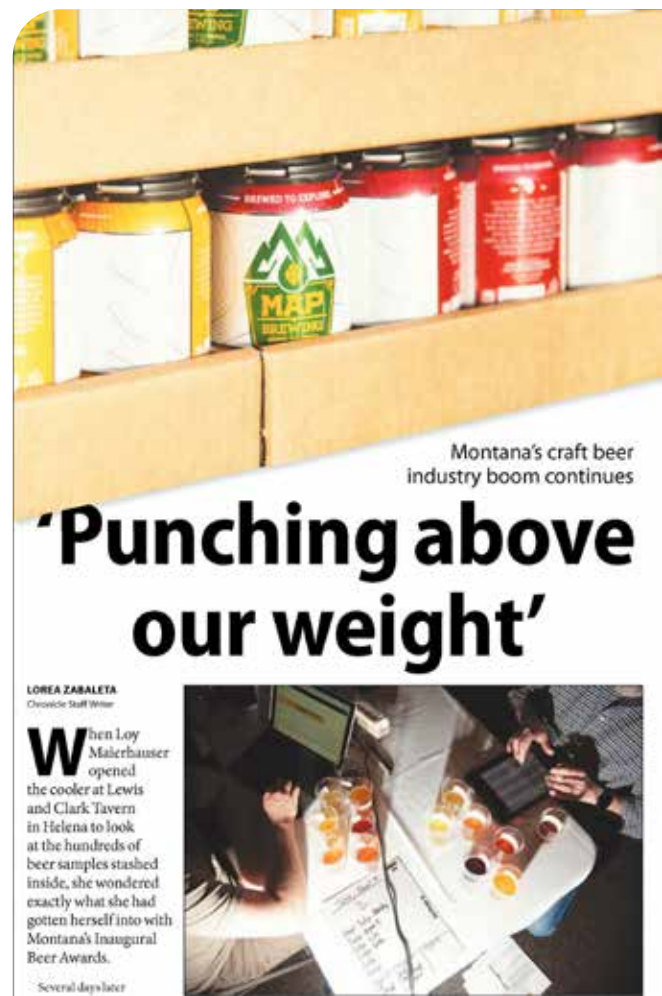 BREWING
BREWED TO EXPLORE
MAP
BREWING
Montana's craft beer
industry boom continues
'Punching above
our weight'
LOREA ZABALETA
Chronicle Staff Writer
When Loy
Maierhauser
opened
the cooler at Lewis
and Clark Tavern
in Helena to look
at the hundreds of
beer samples stashed
inside, she wondered
exactly what she had
gotten herself into with
Montana's Inaugural
Beer Awards.
Several days later